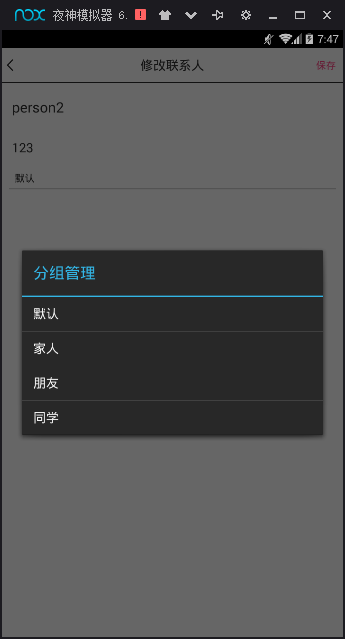 nox 夜神模拟器 6.
7:47
修改联系人 保存
person2
123
默认
分组管理
默认
家人
朋友
同学